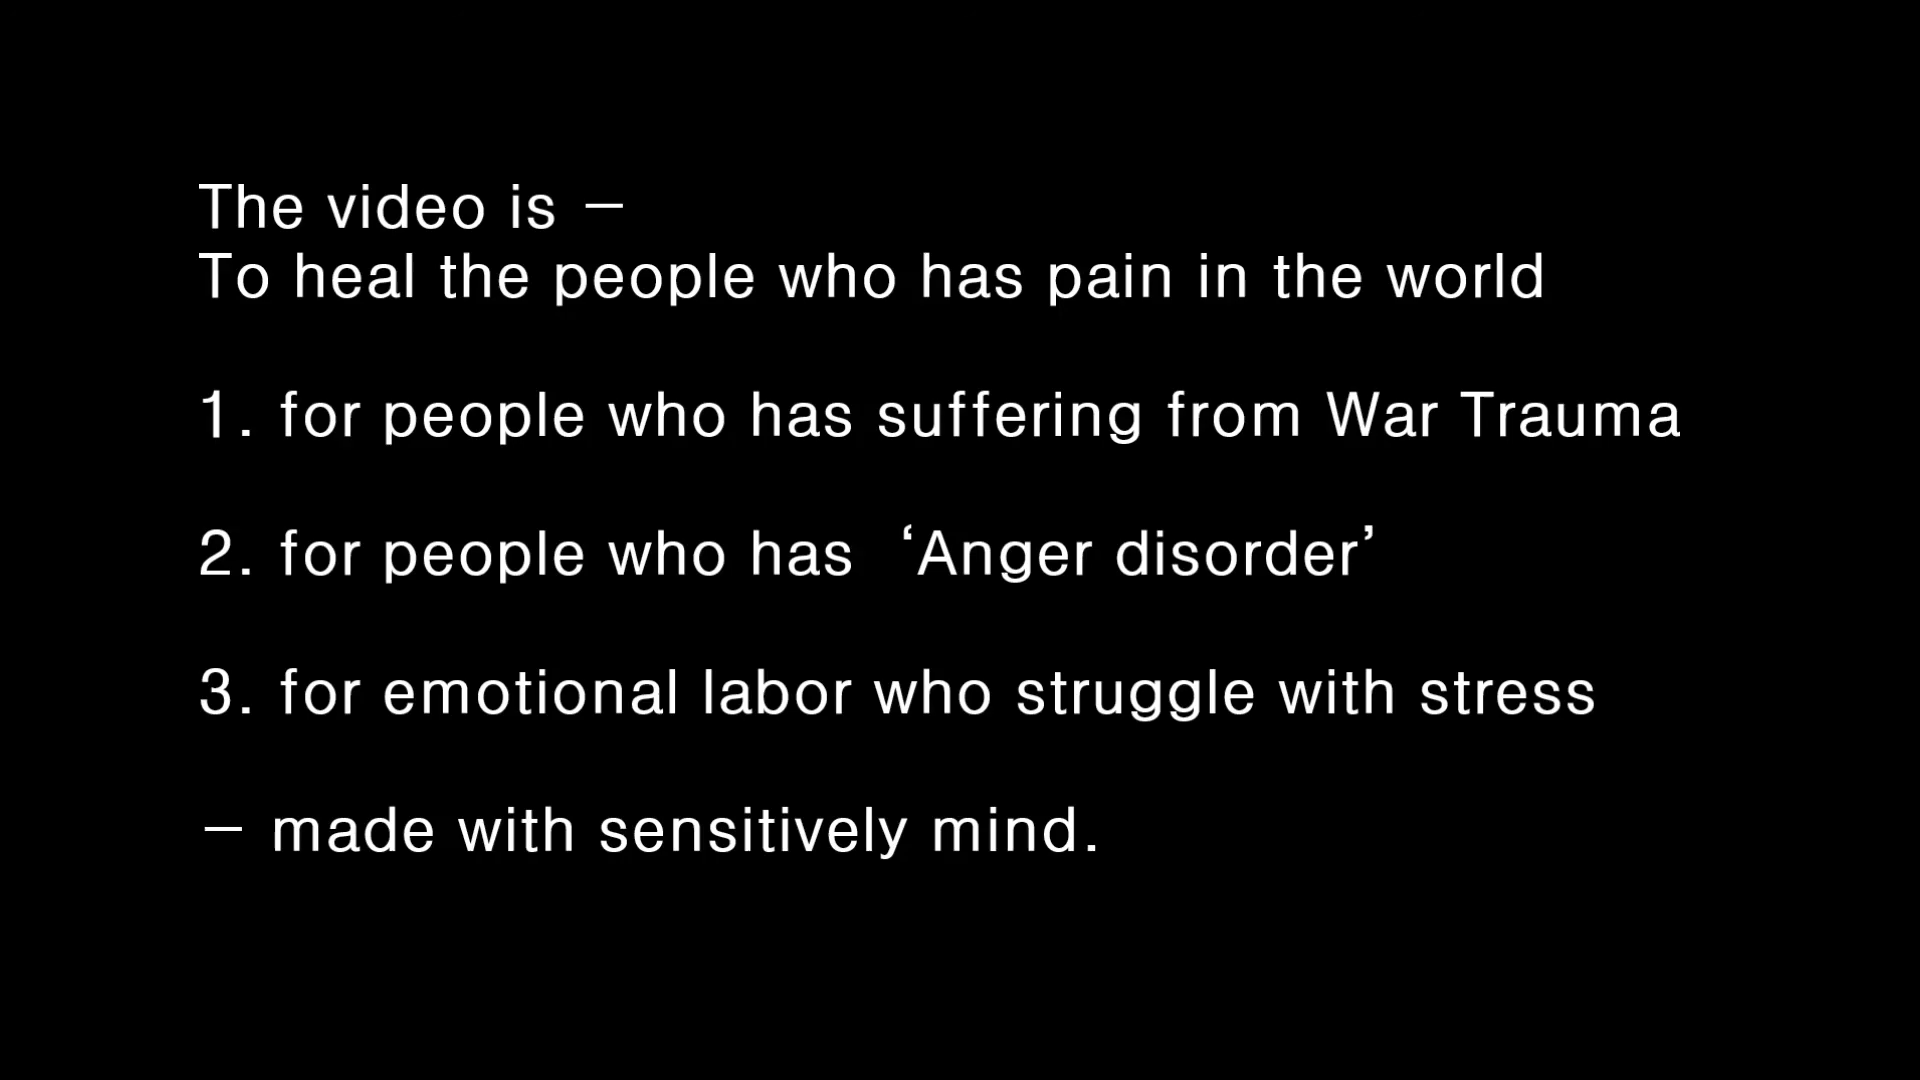 The video is –
To heal the people who has pain in the world
1. for people who has suffering from War Trauma
2. for people who has ‘Anger disorder’
3. for emotional labor who struggle with stress
– made with sensitively mind.